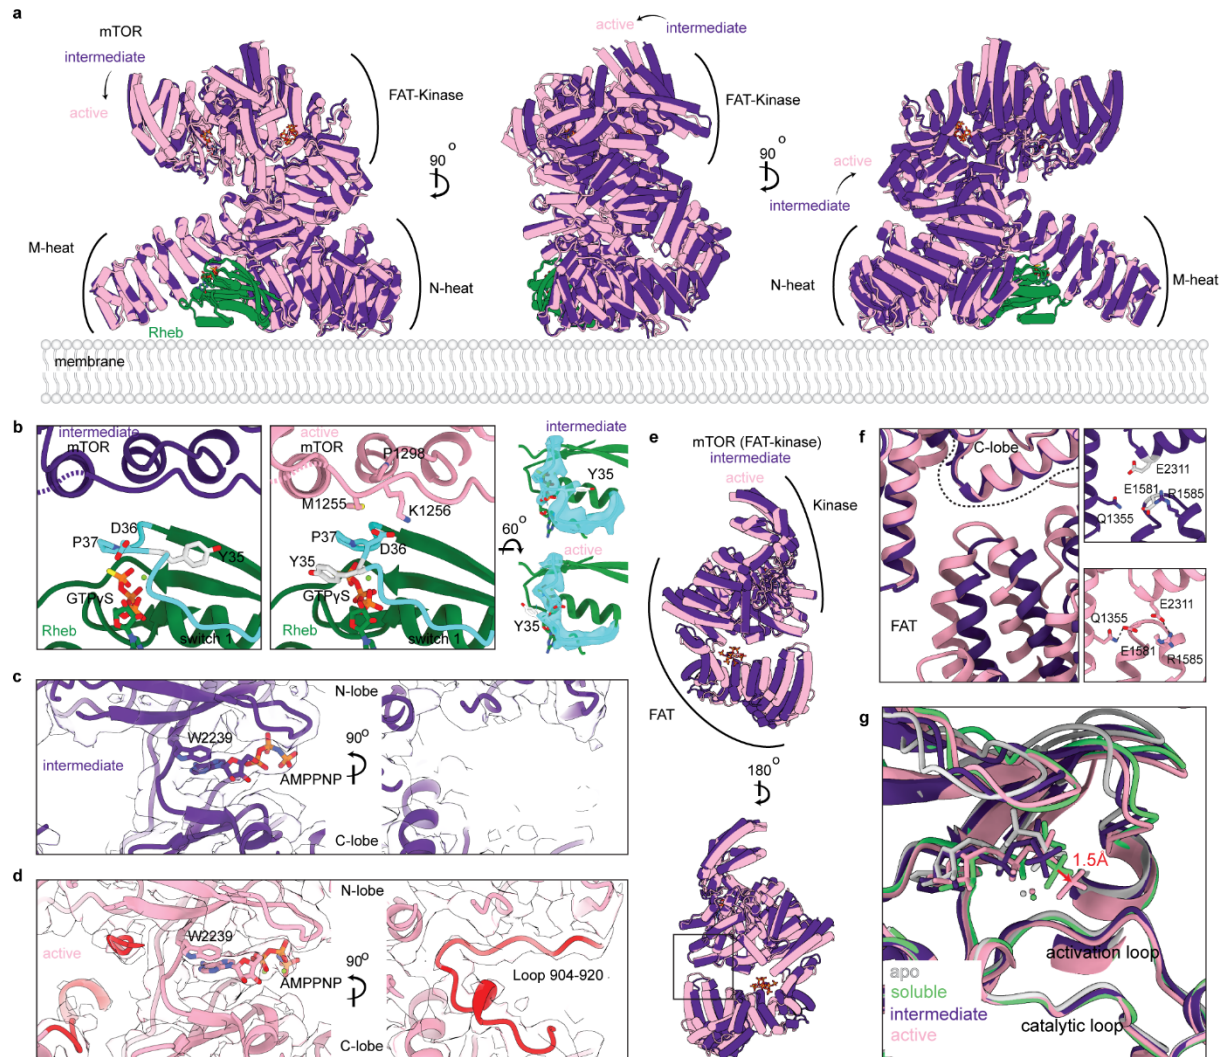 a
mTOR
intermediate
active
FAT-Kinase
90 o
M-heat
N-heat
Rheb
active
intermediate
FAT-Kinase
90 o
active
intermediate
N-heat
M-heat
membrane
b
intermediate
mTOR
D36
P37
Y35
GTPγS
Rheb
switch 1
active
mTOR
P1298
M1255
K1256
P37
D36
Y35
GTPγS
Rheb
switch 1
60 o
intermediate
Y35
active
Y35
c
N-lobe
W2239
intermediate
AMPPNP
90o
C-lobe
d
N-lobe
W2239
active
AMPPNP
90o
Loop 904-920
C-lobe
e
mTOR (FAT-kinase)
intermediate
active
Kinase
FAT
180 o
f
C-lobe
FAT
E2311
E1581
R1585
Q1355
E2311
Q1355
E1581
R1585
g
1.5Å
activation loop
apo
soluble
intermediate
active
catalytic loop